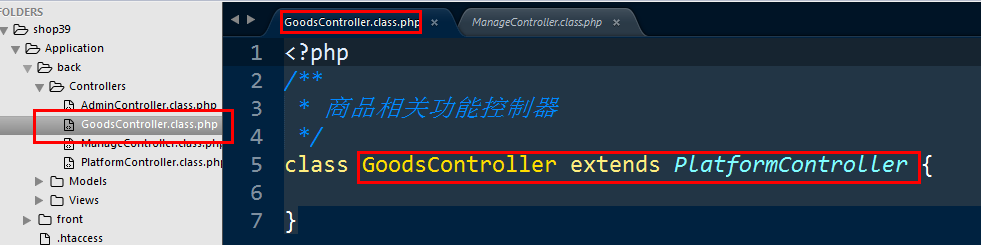 FOLDERS
shop39
Application
back
Controllers
AdminController.class.php
GoodsController.class.php
ManageController.class.php
PlatformController.class.php
Models
Views
front
.htaccess
GoodsController.class.php ×
ManageController.class.php ×
1 <?php
2 /**
3 * 商品相关功能控制器
4 */
5 class GoodsController extends PlatformController {
6
7 }